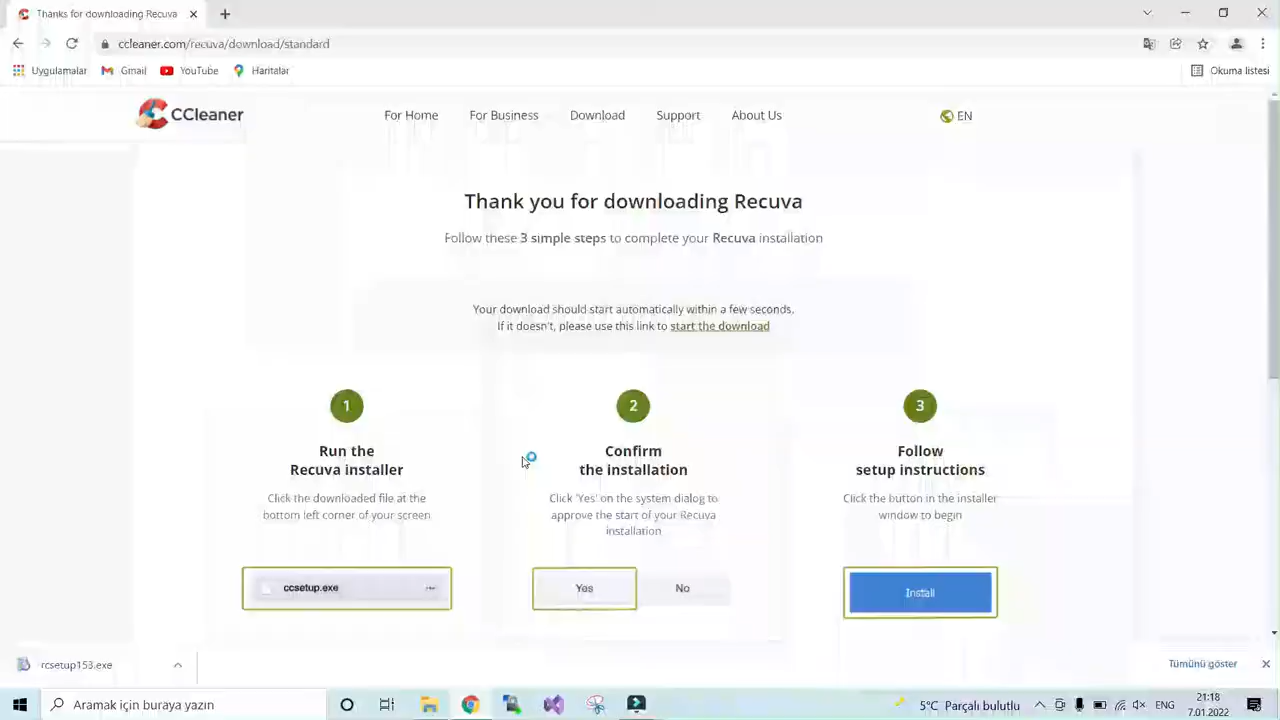 Thanks for downloading Recuva
ccleaner.com/recuva/download/standard
Uygulamalar Gmail YouTube Haritalar Okuma listesi
CCleaner For Home For Business Download Support About Us EN
Thank you for downloading Recuva
Follow these 3 simple steps to complete your Recuva installation
Your download should start automatically within a few seconds.
If it doesn't, please use this link to start the download
1
Run the
Recuva installer
Click the downloaded file at the
bottom left corner of your screen
ccsetup.exe
2
Confirm
the installation
Click 'Yes' on the system dialog to
approve the start of your Recuva
installation
Yes No
3
Follow
setup instructions
Click the button in the installer
window to begin
Install
rcsetup153.exe Tümünü göster
Aramak için buraya yazın 5°C Parçalı bulutlu ENG 21:18
7.01.2022